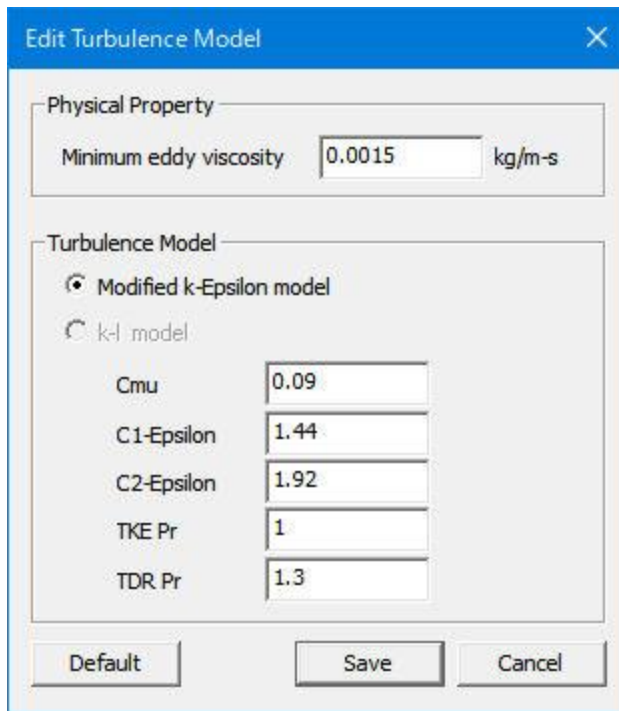 Edit Turbulence Model
Physical Property
Minimum eddy viscosity 0.0015 kg/m-s
Turbulence Model
Modified k-Epsilon model
k-l model
Cmu 0.09
C1-Epsilon 1.44
C2-Epsilon 1.92
TKE Pr 1
TDR Pr 1.3
Default Save Cancel